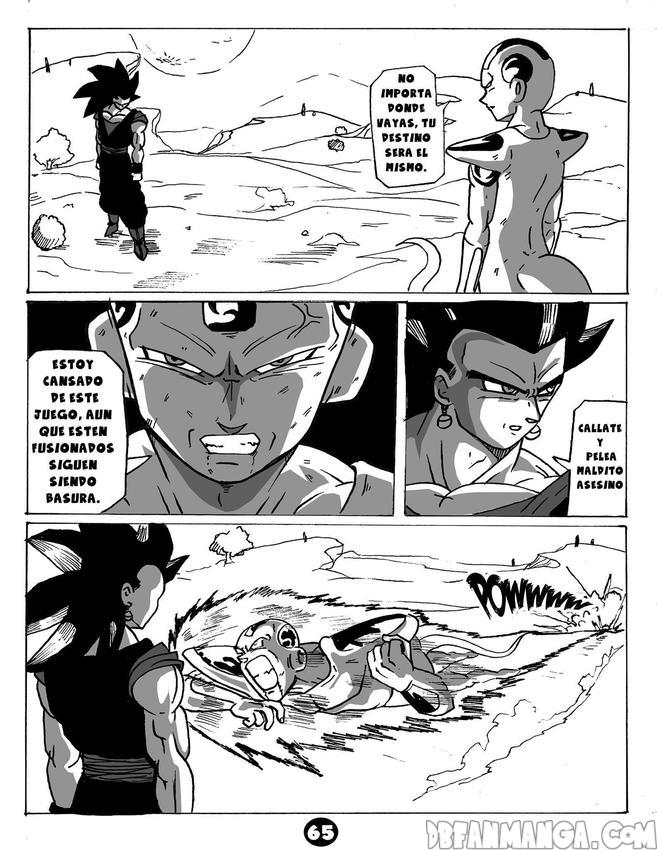 NO
IMPORTA
DONDE
VAYAS, TU
DESTINO
SERA EL
MISMO.
ESTOY
CANSADO
DE ESTE
JUEGO, AUN
QUE ESTEN
FUSIONADOS
SIGUEN
SIENDO
BASURA.
CALLATE
Y
PELEA
MALDITO
ASESINO
POWWwww
65
DBFANMANGA.COM